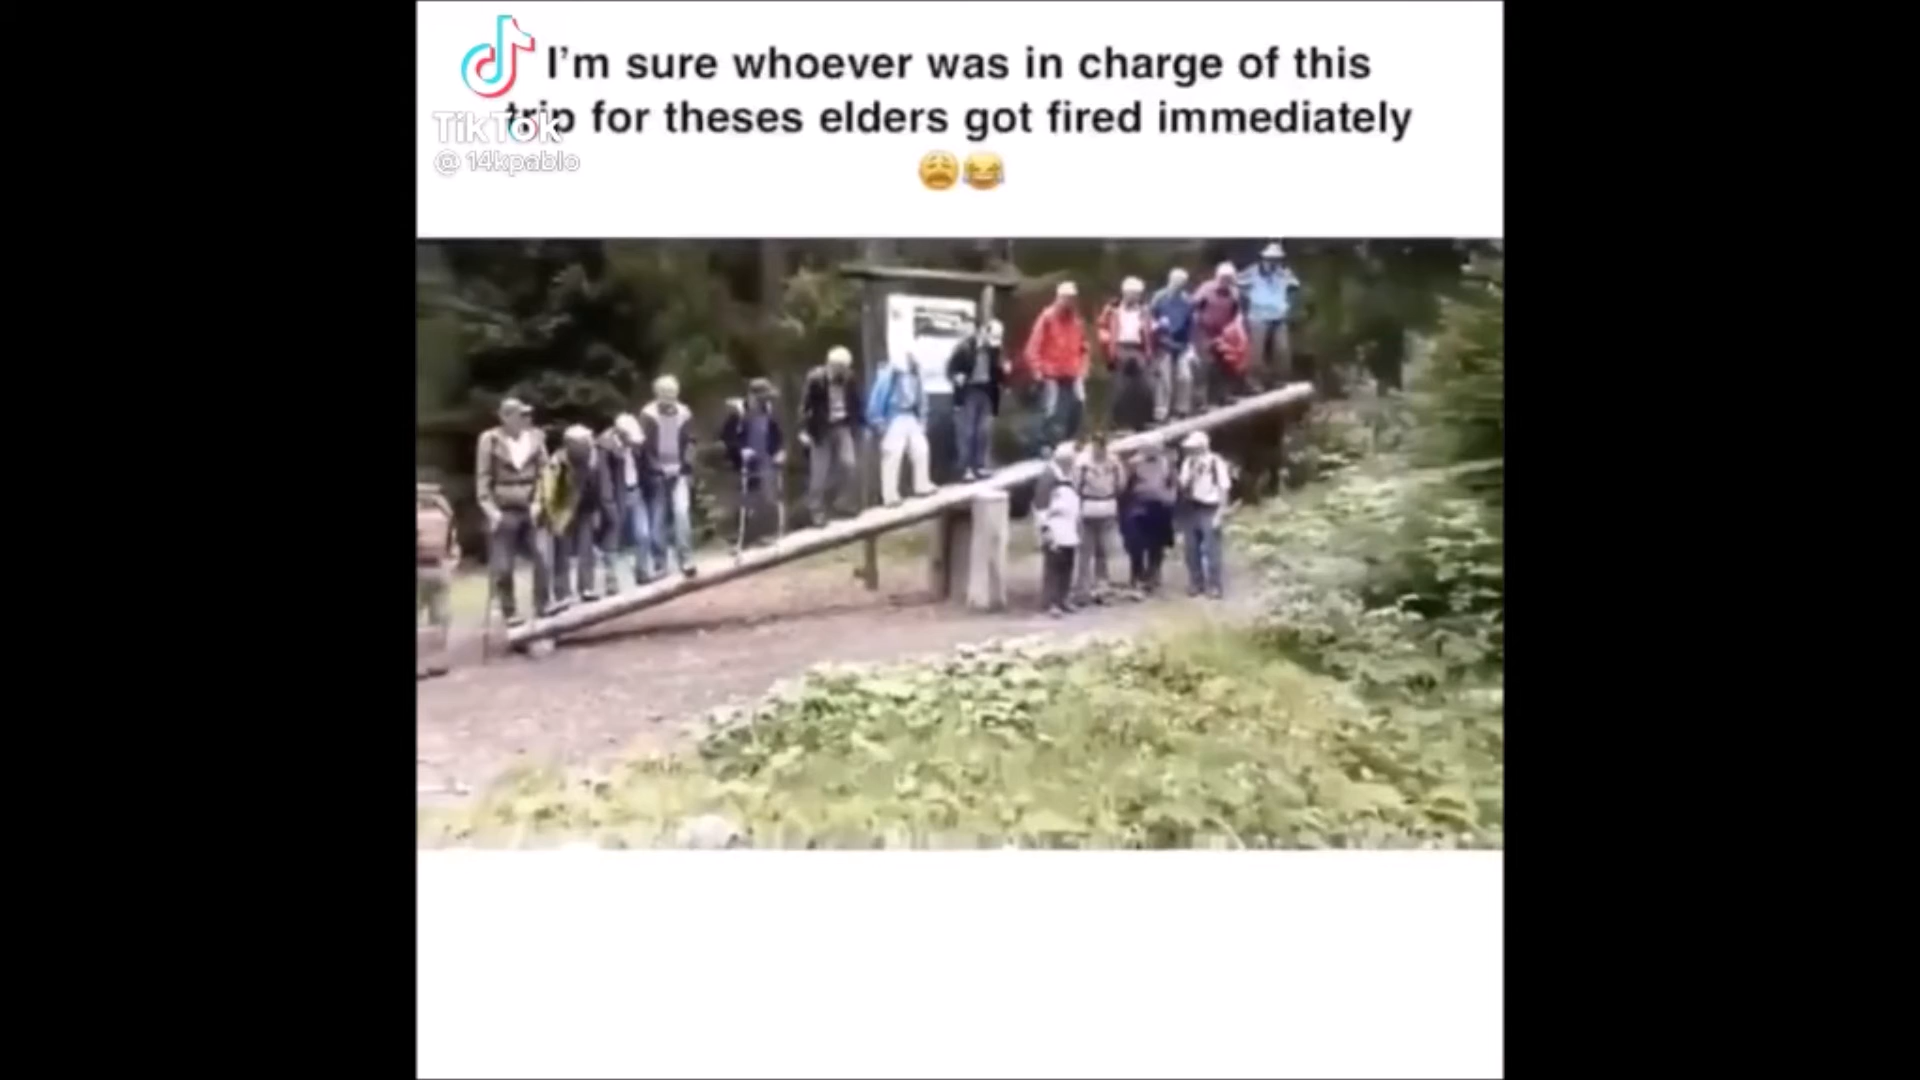 I'm sure whoever was in charge of this
trip for theses elders got fired immediately
😩😂
TikTok
@14kpablo